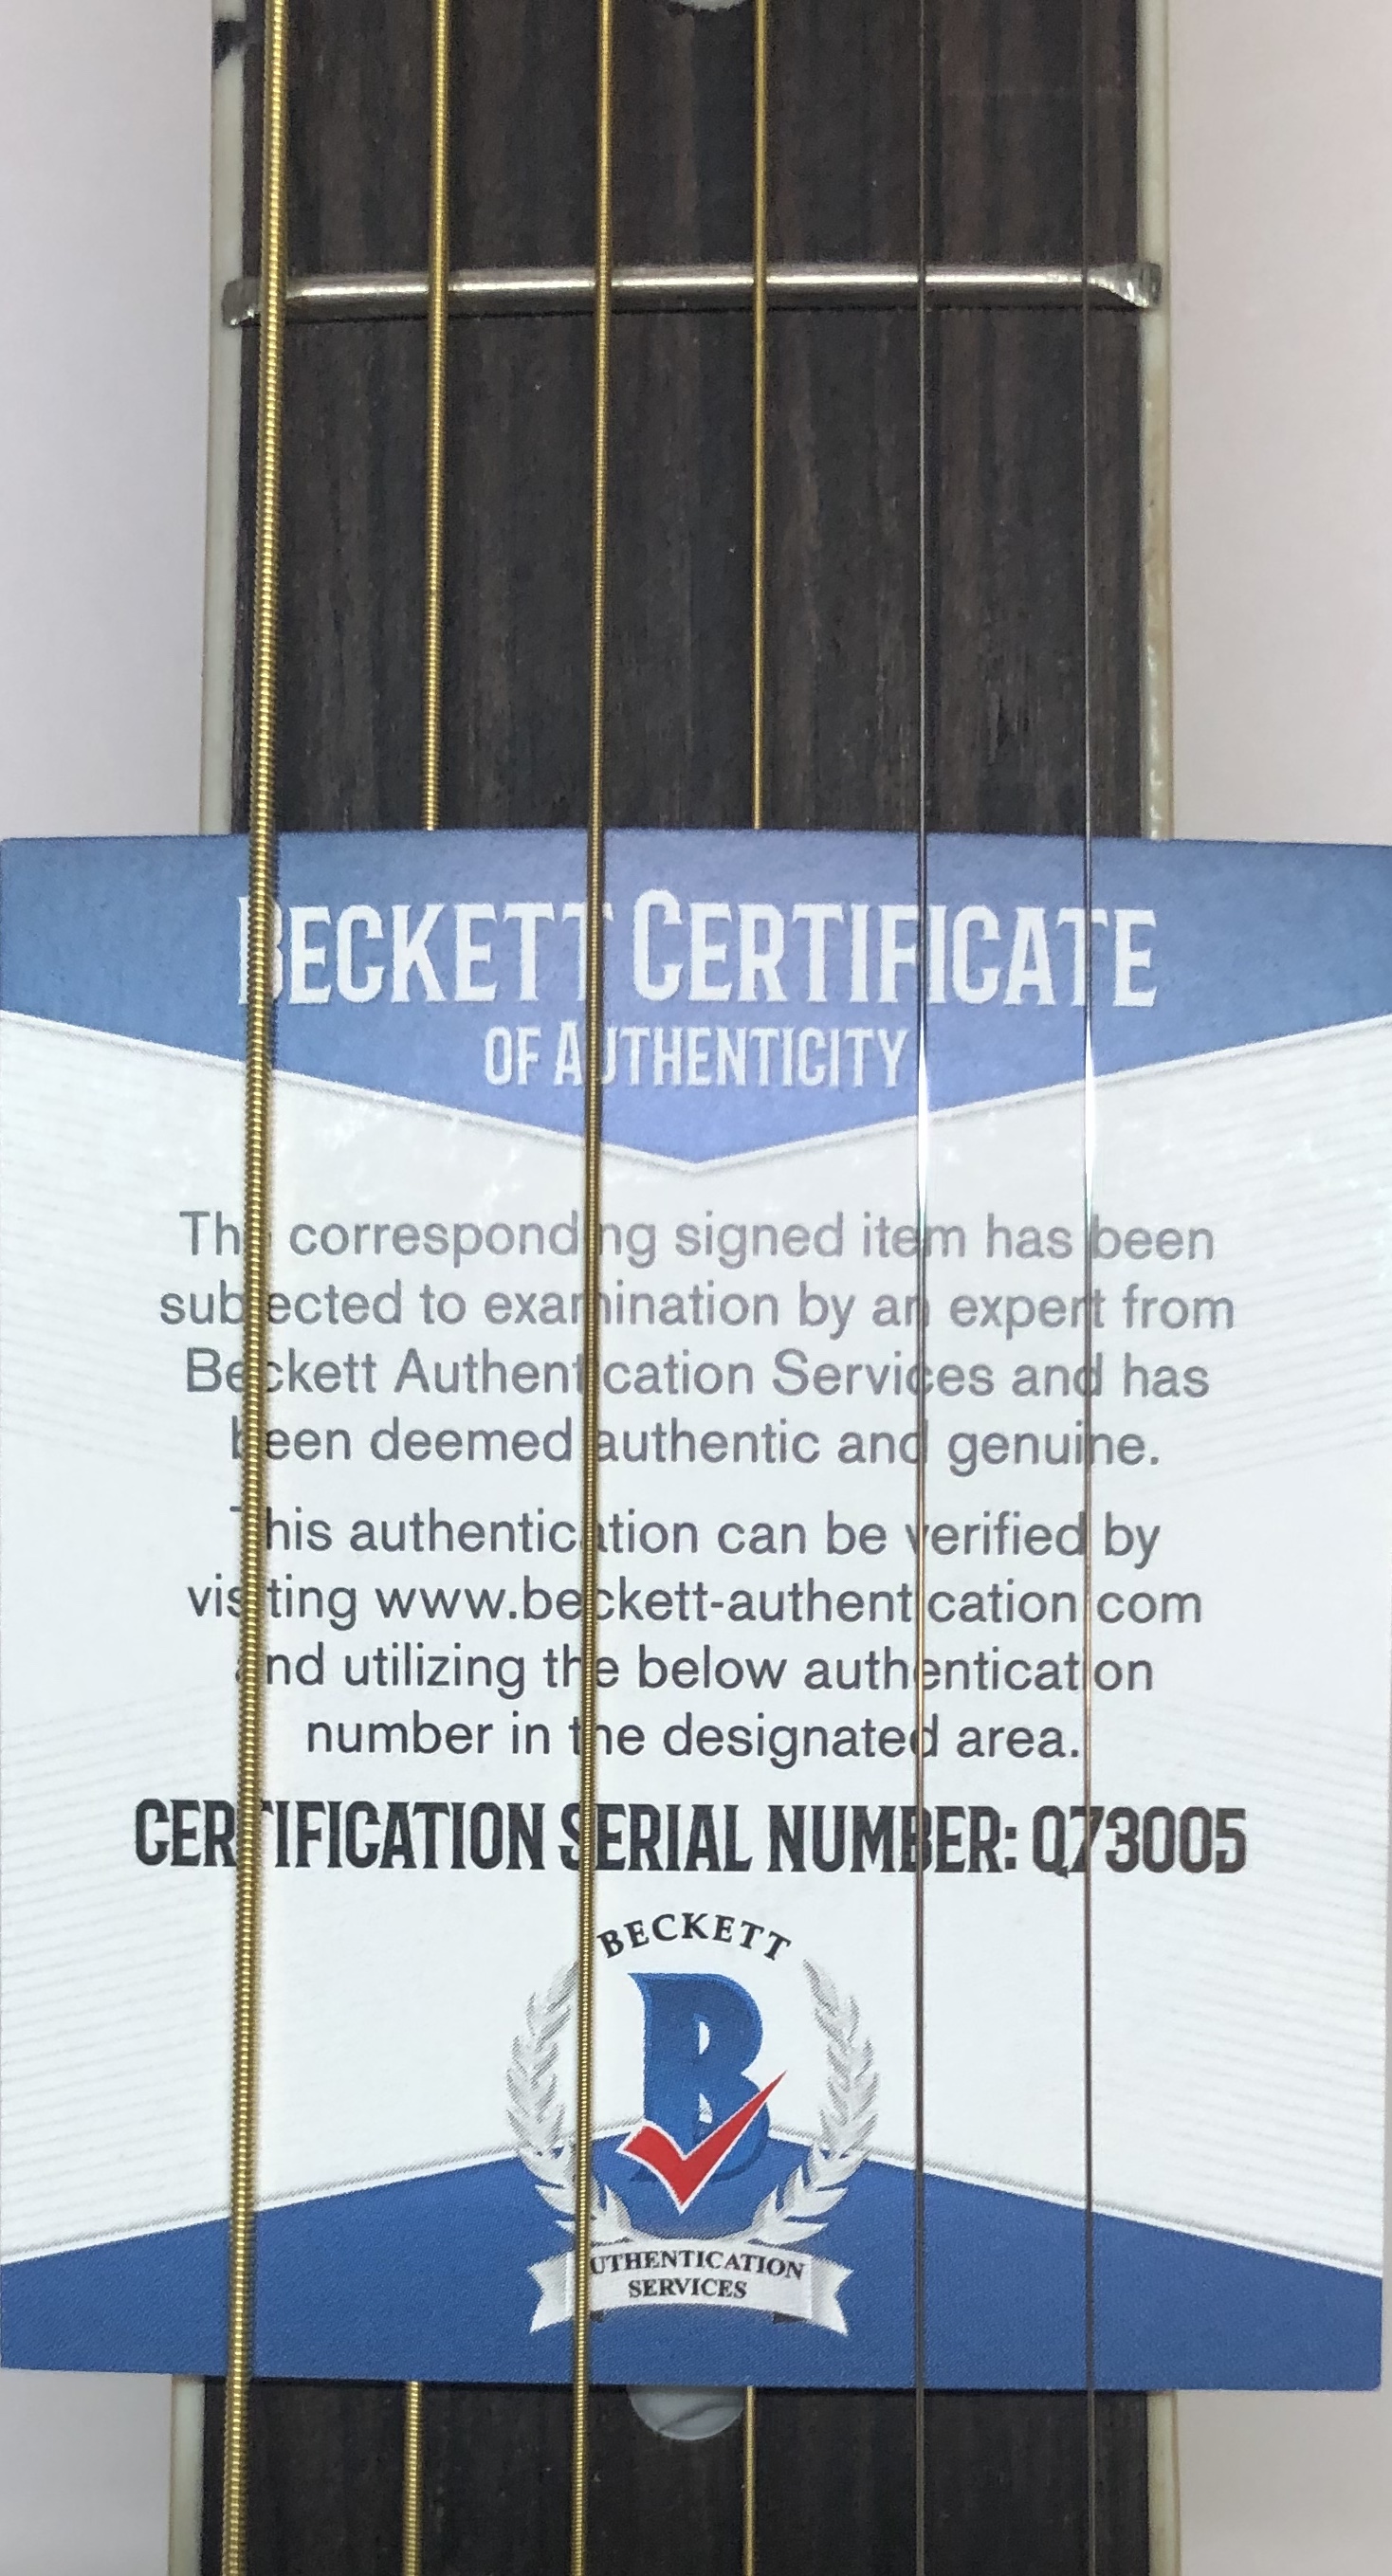 BECKETT CERTIFICATE
OF AUTHENTICITY
The corresponding signed item has been
subjected to examination by an expert from
Beckett Authentication Services and has
been deemed authentic and genuine.
This authentication can be verified by
visiting www.beckett-authentication.com
and utilizing the below authentication
number in the designated area.
CERTIFICATION SERIAL NUMBER: Q73005
BECKETT
B
AUTHENTICATION
SERVICES